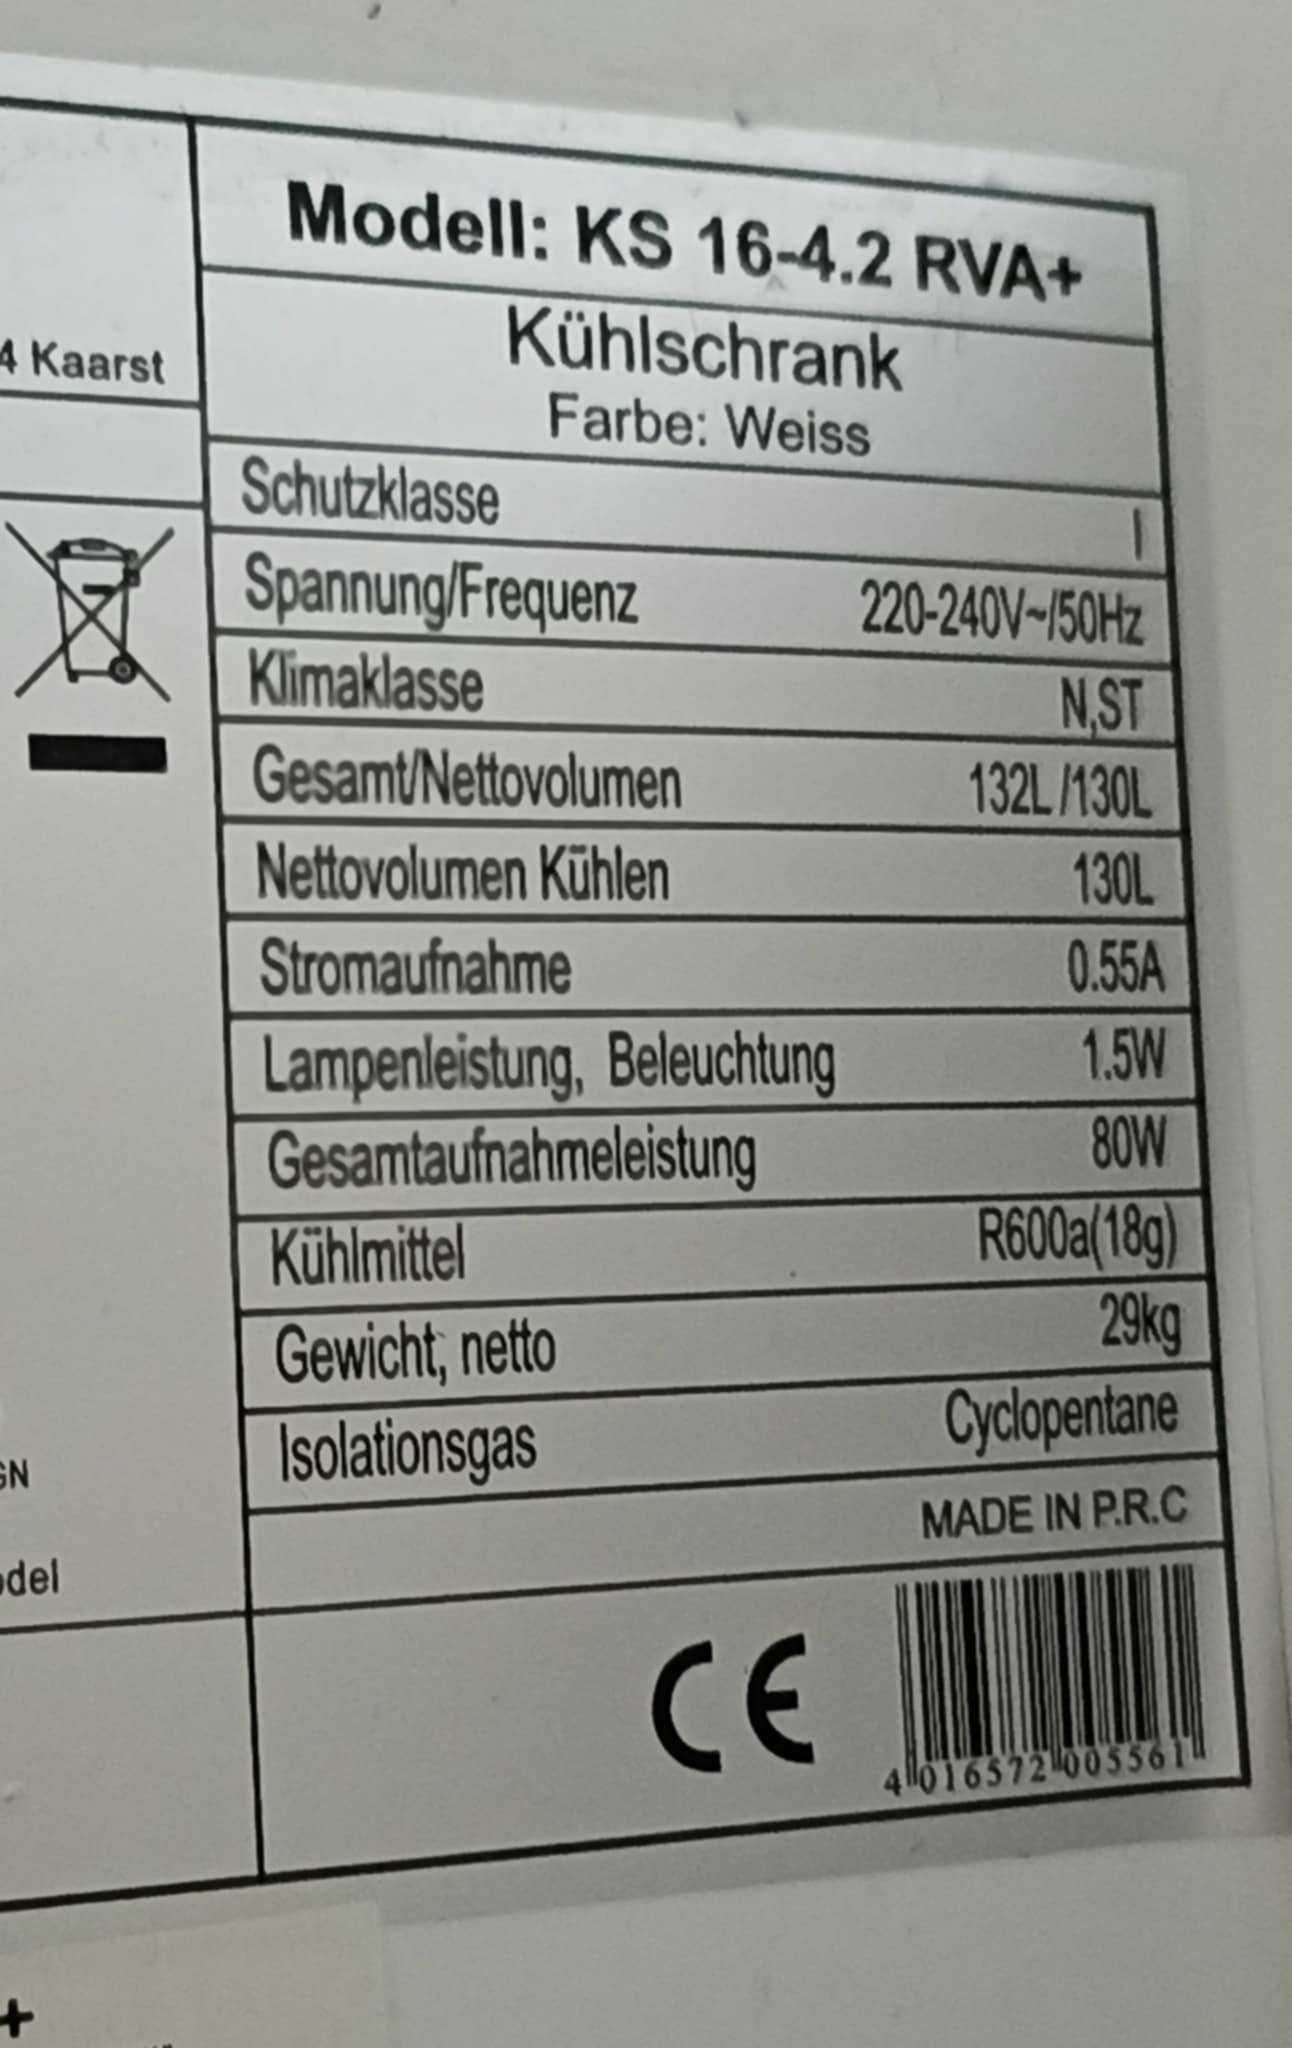 Modell: KS 16-4.2 RVA+
Kühlschrank
Farbe: Weiss
4 Kaarst
Schutzklasse I
Spannung/Frequenz 220-240V~/50Hz
Klimaklasse N,ST
Gesamt/Nettovolumen 132L/130L
Nettovolumen Kühlen 130L
Stromaufnahme 0.55A
Lampenleistung, Beleuchtung 1.5W
Gesamtaufnahmeleistung 80W
Kühlmittel R600a(18g)
Gewicht, netto 29kg
Isolationsgas Cyclopentane
GN
MADE IN P.R.C
odel
CE
4 016572 005561
+